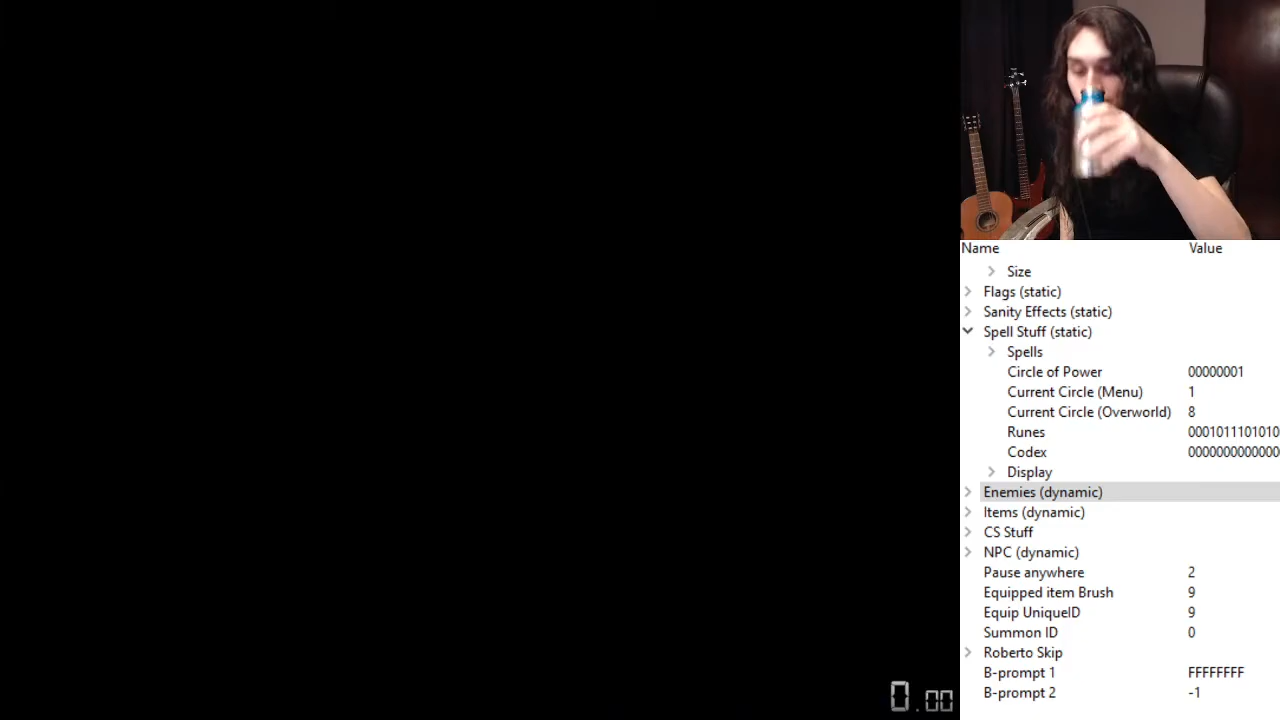 Name Value
Size
Flags (static)
Sanity Effects (static)
Spell Stuff (static)
Spells
Circle of Power 00000001
Current Circle (Menu) 1
Current Circle (Overworld) 8
Runes 0001011101010
Codex 0000000000000
Display
Enemies (dynamic)
Items (dynamic)
CS Stuff
NPC (dynamic)
Pause anywhere 2
Equipped item Brush 9
Equip UniqueID 9
Summon ID 0
Roberto Skip
B-prompt 1 FFFFFFFF
B-prompt 2 -1
0.00